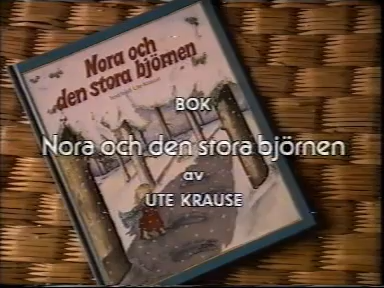 Nora och
den stora björnen
BOK
Nora och den stora björnen
av
UTE KRAUSE